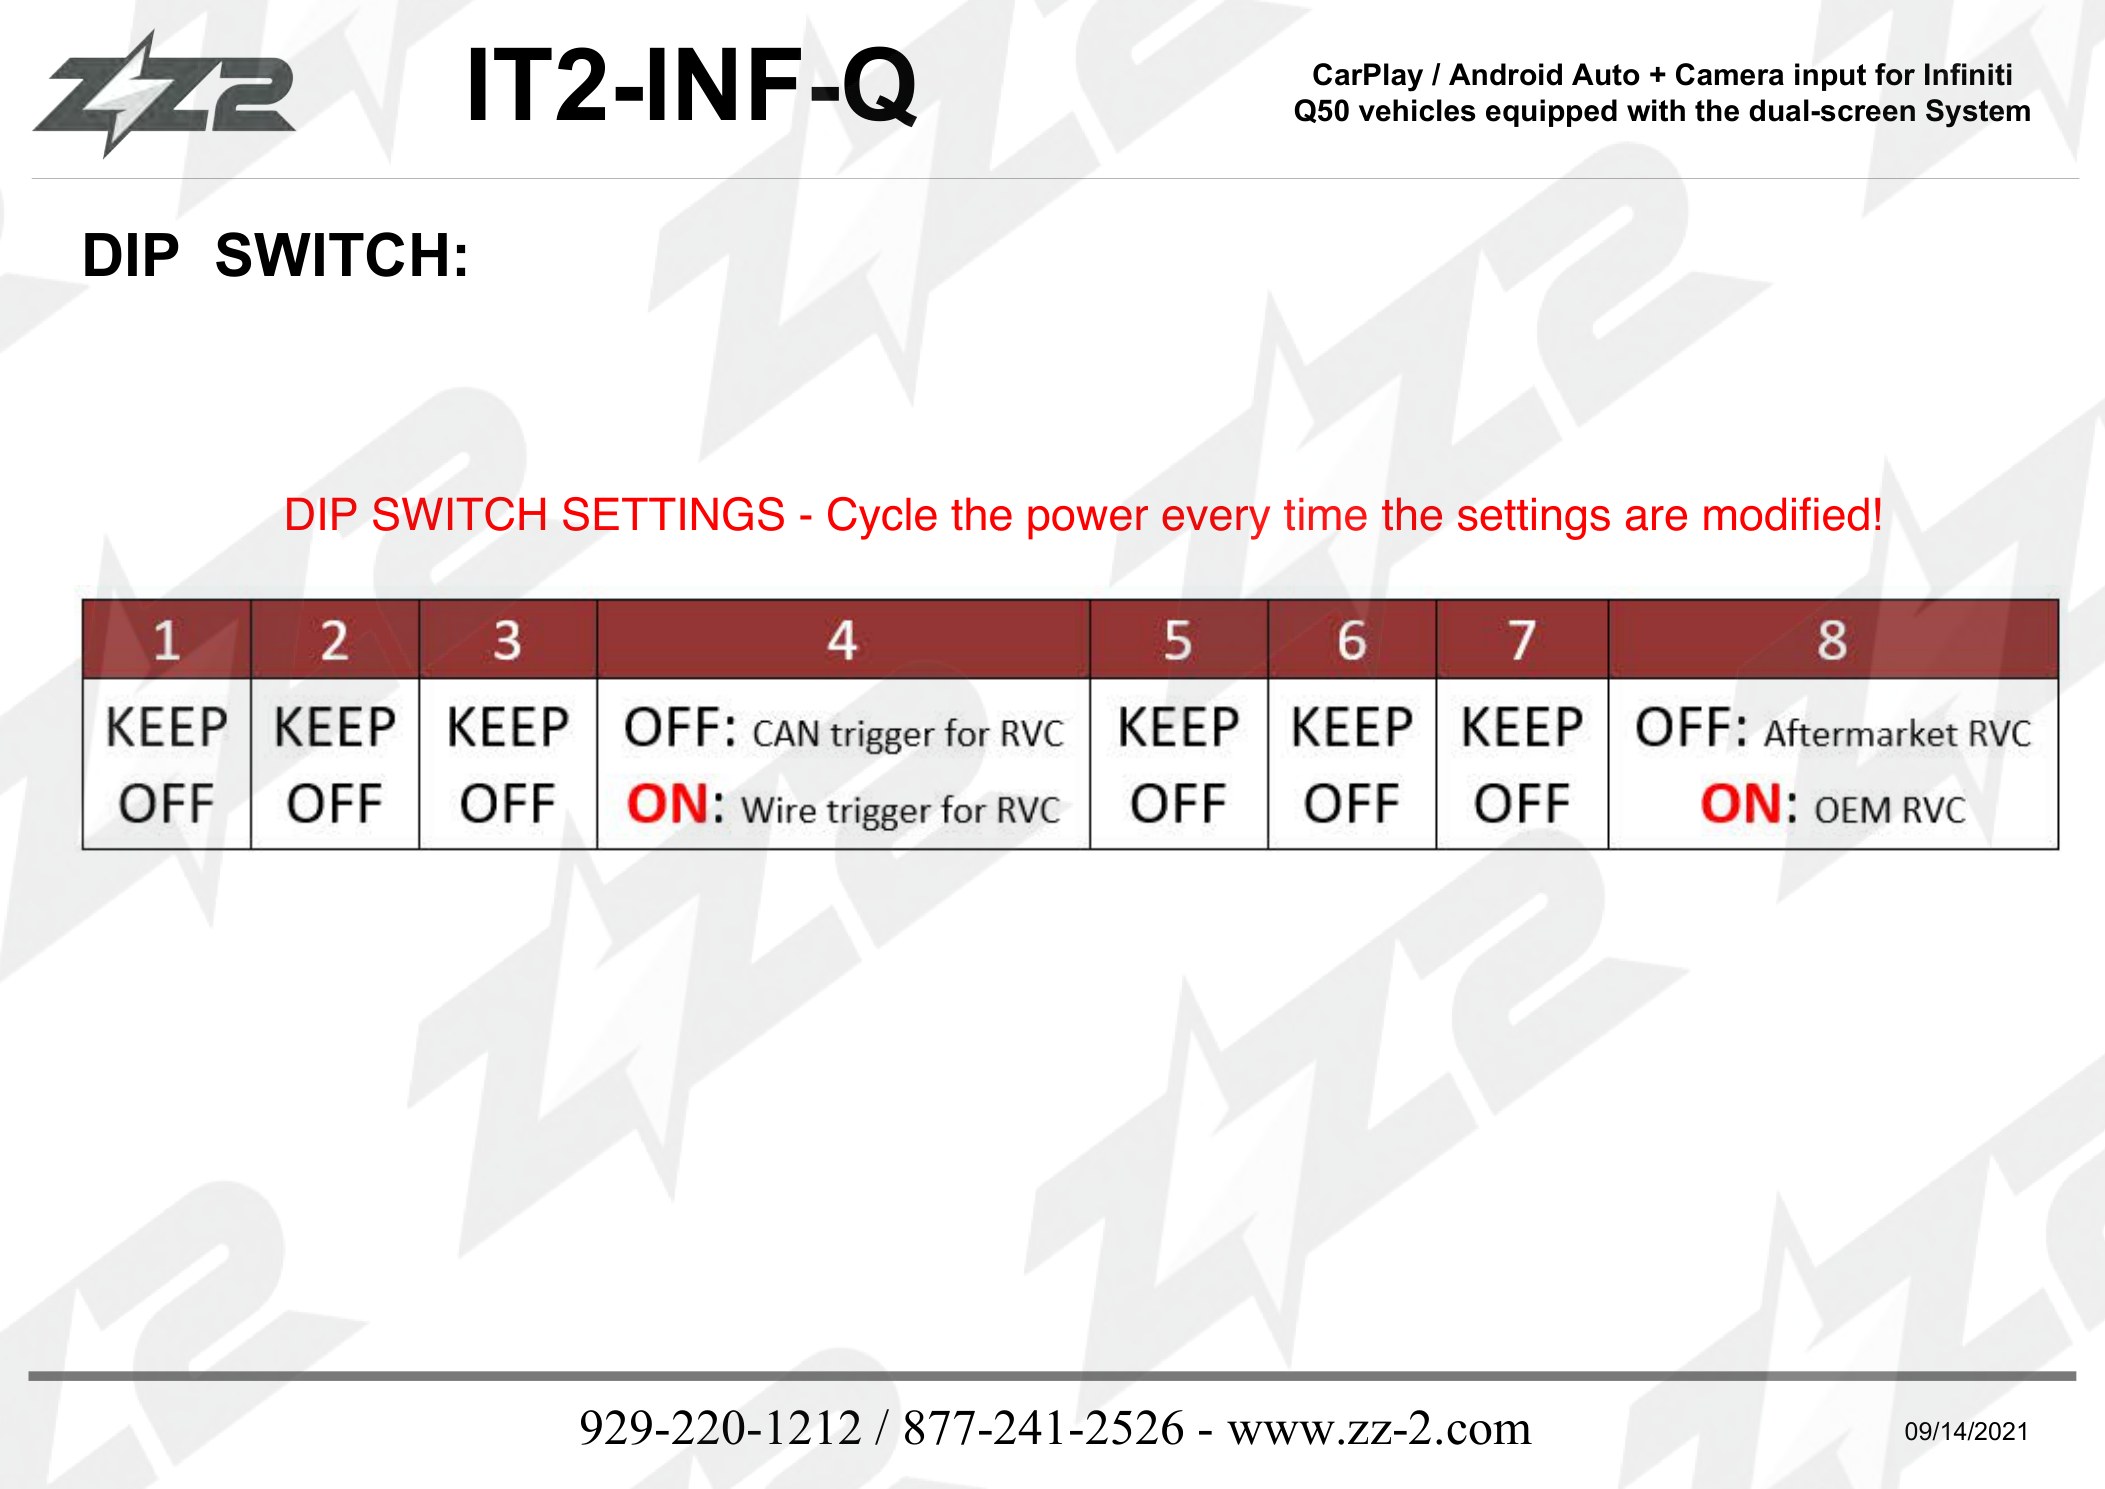 ZZ2
IT2-INF-Q
CarPlay / Android Auto + Camera input for Infiniti
Q50 vehicles equipped with the dual-screen System
DIP SWITCH:
DIP SWITCH SETTINGS - Cycle the power every time the settings are modified!
1 2 3 4 5 6 7 8
KEEP KEEP KEEP OFF: CAN trigger for RVC KEEP KEEP KEEP OFF: Aftermarket RVC
OFF OFF OFF ON: Wire trigger for RVC OFF OFF OFF ON: OEM RVC
929-220-1212 / 877-241-2526 - www.zz-2.com
09/14/2021